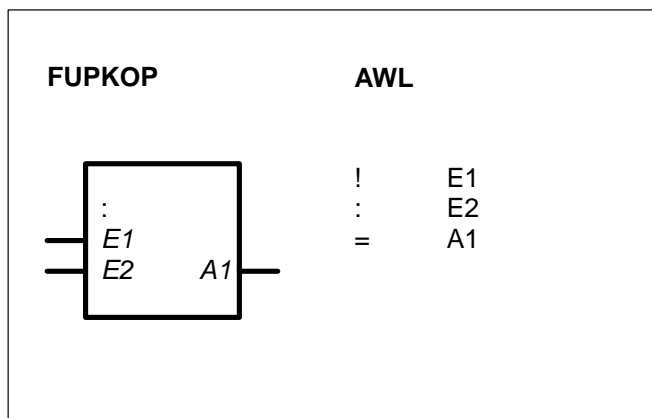 FUPKOP AWL
! E1
: : E2
E1 = A1
E2 A1